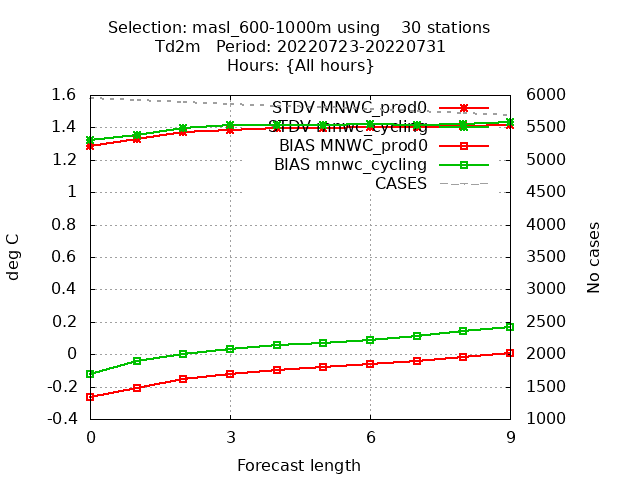 Selection: masl_600-1000m using    30 stations
Td2m   Period: 20220723-20220731
Hours: {All hours}
STDV MNWC_prod0
STDV mnwc_cycling
BIAS MNWC_prod0
BIAS mnwc_cycling
CASES
1.6
1.4
1.2
1
0.8
0.6
0.4
0.2
0
-0.2
-0.4
deg C
6000
5500
5000
4500
4000
3500
3000
2500
2000
1500
1000
No cases
0 3 6 9
Forecast length